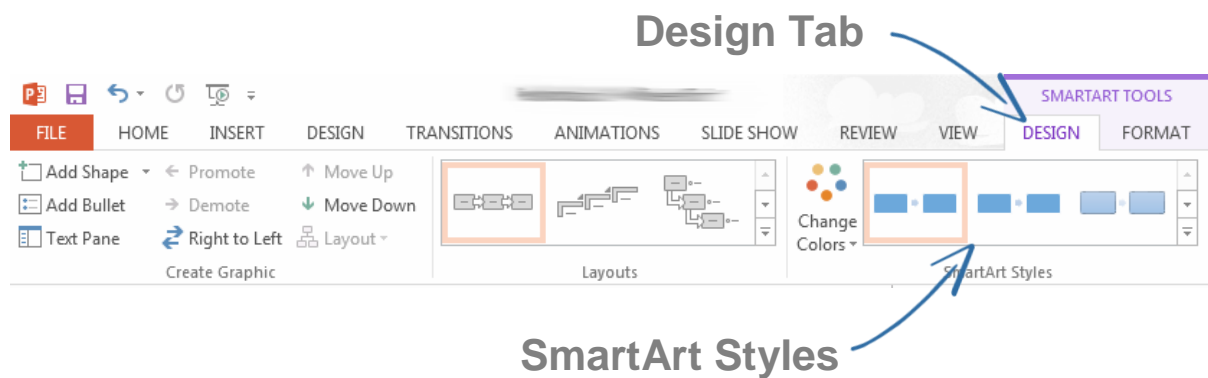 Design Tab
SMARTART TOOLS
FILE HOME INSERT DESIGN TRANSITIONS ANIMATIONS SLIDE SHOW REVIEW VIEW DESIGN FORMAT
Add Shape Promote Move Up
Add Bullet Demote Move Down
Text Pane Right to Left Layout
Change
Colors
Create Graphic Layouts SmartArt Styles
SmartArt Styles